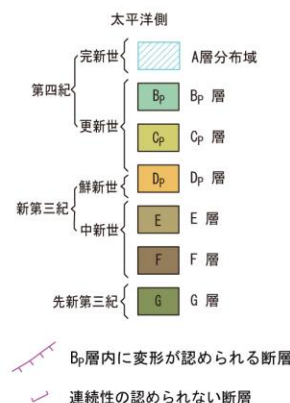 太平洋側
第四紀
完新世
A層分布域
更新世
BP
BP 層
CP
CP 層
鮮新世
DP
DP 層
新第三紀
中新世
E
E 層
F
F 層
先新第三紀
G
G 層
BP層内に変形が認められる断層
連続性の認められない断層